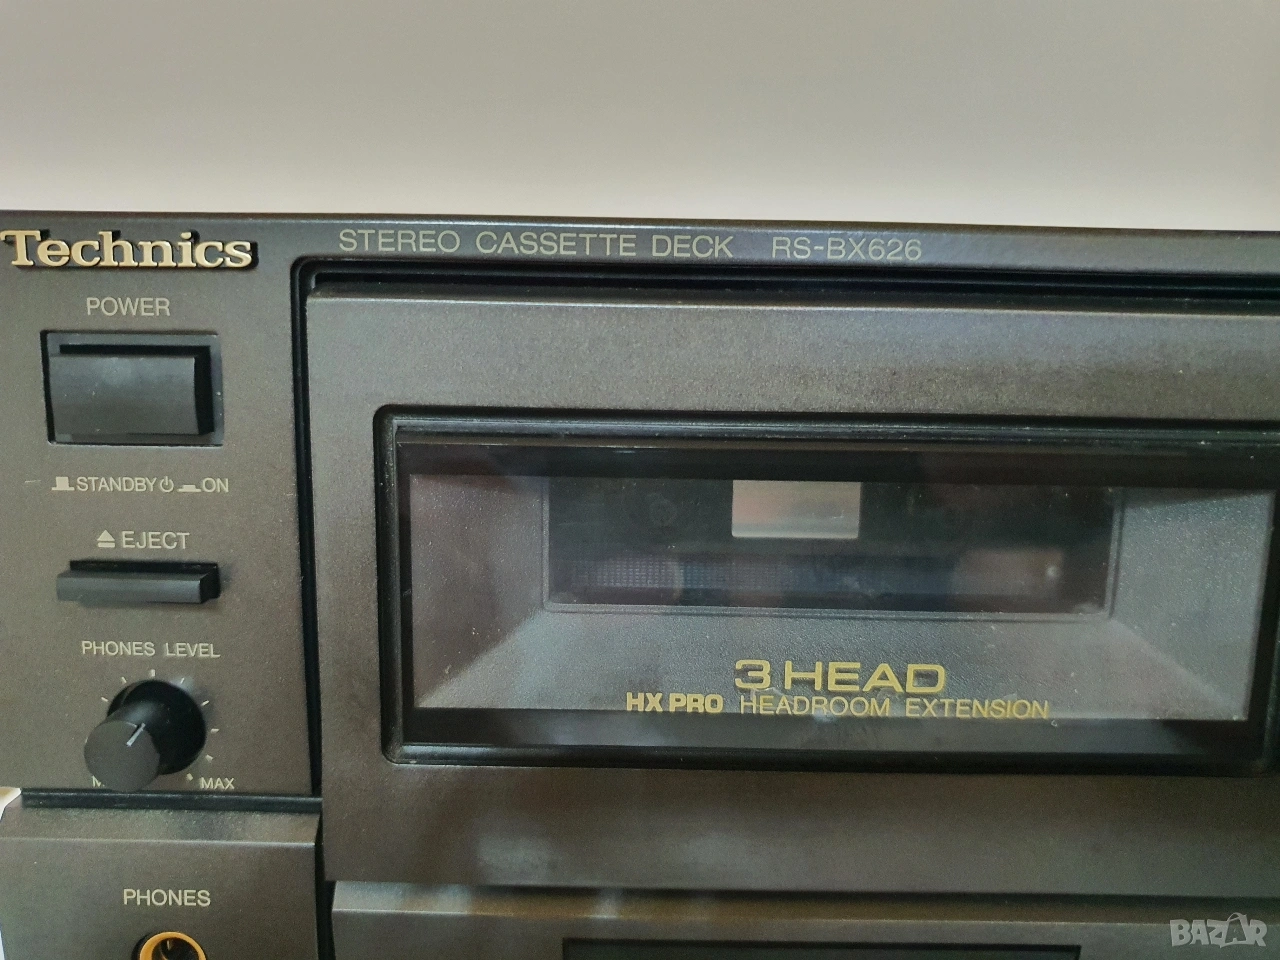 Technics
STEREO CASSETTE DECK RS-BX626
POWER
STANDBY ON
EJECT
PHONES LEVEL
MAX
PHONES
3 HEAD
HX PRO HEADROOM EXTENSION
BAZAR